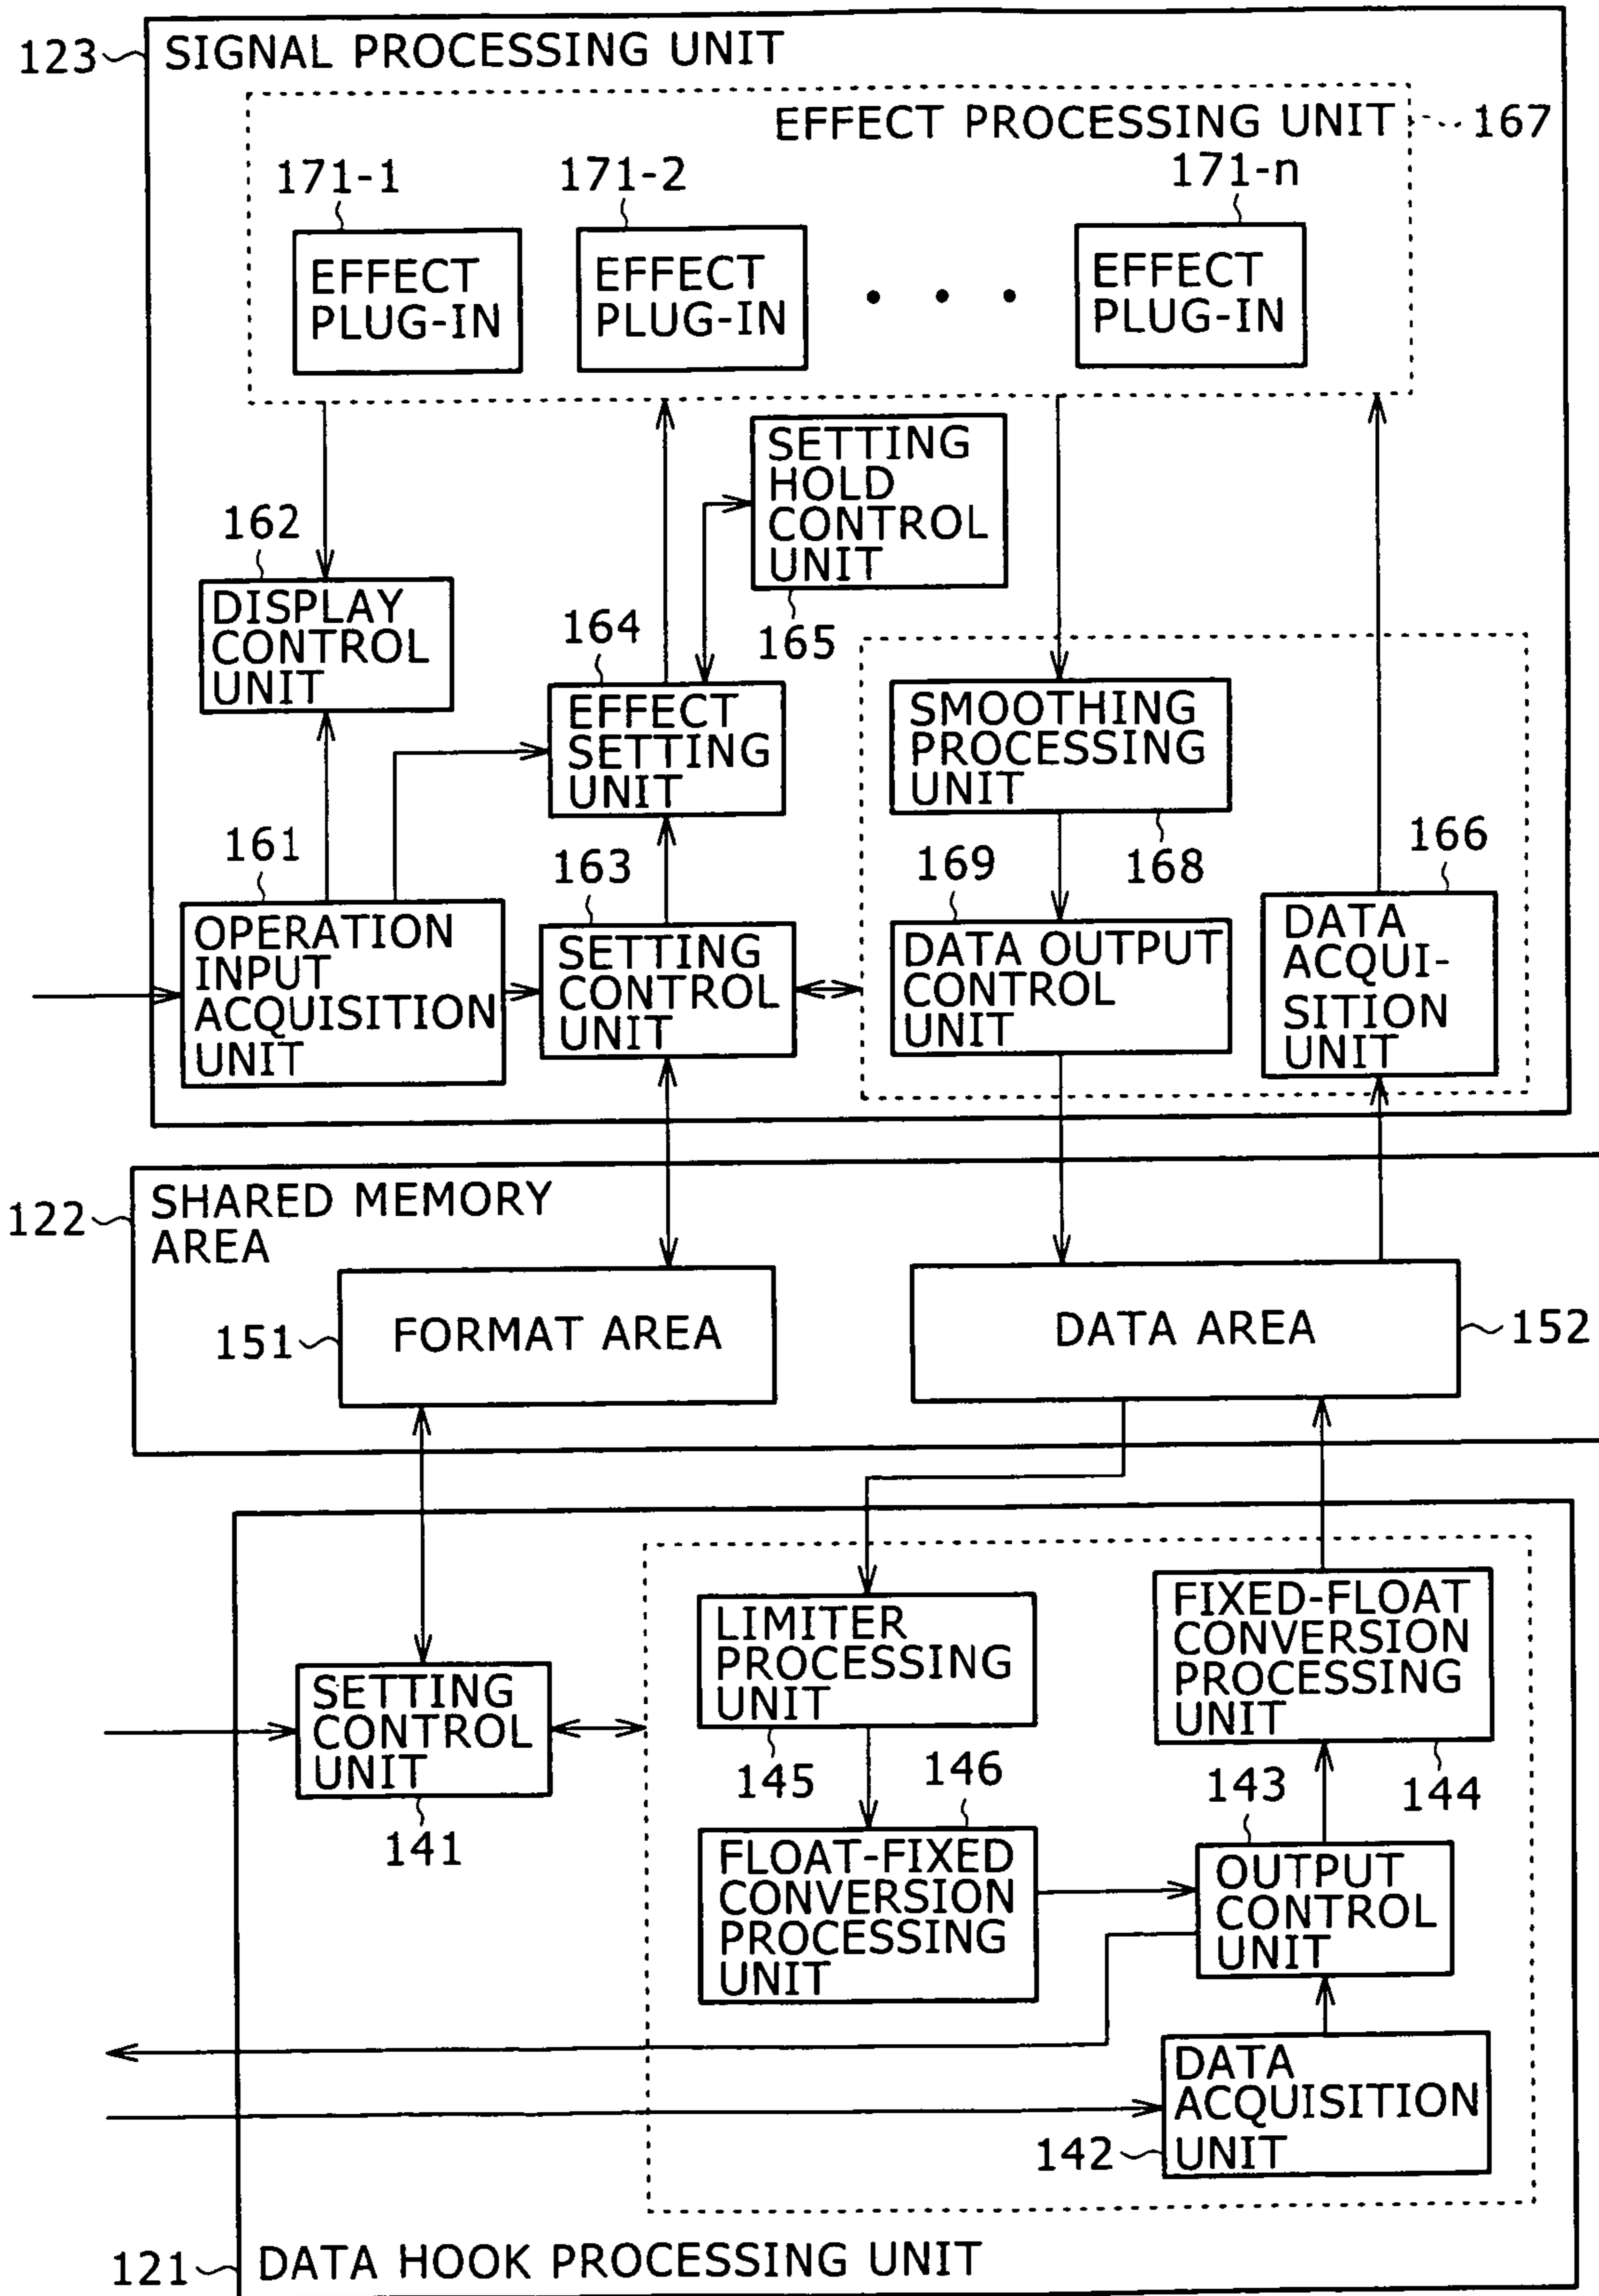 123
SIGNAL PROCESSING UNIT
EFFECT PROCESSING UNIT
167
171-1
171-2
171-n
EFFECT
PLUG-IN
EFFECT
PLUG-IN
EFFECT
PLUG-IN
SETTING
HOLD
CONTROL
UNIT
165
162
DISPLAY
CONTROL
UNIT
164
EFFECT
SETTING
UNIT
SMOOTHING
PROCESSING
UNIT
168
161
OPERATION
INPUT
ACQUISITION
UNIT
163
SETTING
CONTROL
UNIT
169
DATA OUTPUT
CONTROL
UNIT
166
DATA
ACQUI-
SITION
UNIT
122
SHARED MEMORY
AREA
151
FORMAT AREA
DATA AREA
152
LIMITER
PROCESSING
UNIT
145
FIXED-FLOAT
CONVERSION
PROCESSING
UNIT
144
SETTING
CONTROL
UNIT
141
146
FLOAT-FIXED
CONVERSION
PROCESSING
UNIT
143
OUTPUT
CONTROL
UNIT
DATA
ACQUISITION
UNIT
142
121
DATA HOOK PROCESSING UNIT